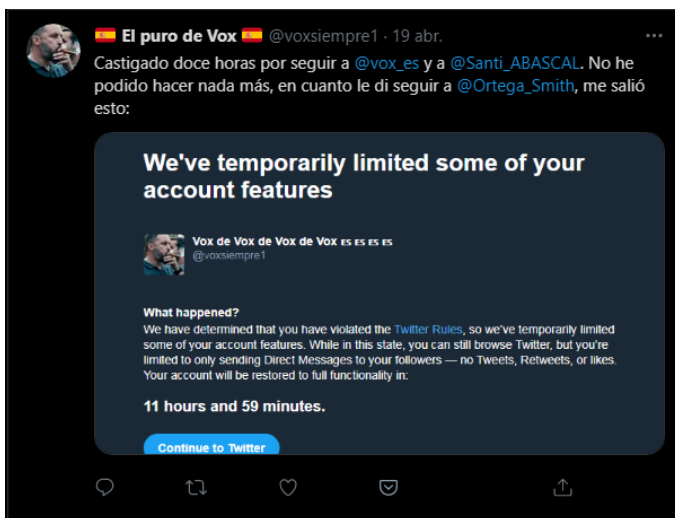 🇪🇸 El puro de Vox 🇪🇸 @voxsiempre1 · 19 abr.
Castigado doce horas por seguir a @vox_es y a @Santi_ABASCAL. No he
podido hacer nada más, en cuanto le di seguir a @Ortega_Smith, me salió
esto:
We've temporarily limited some of your
account features
Vox de Vox de Vox de Vox ES ES ES ES
@voxsiempre1
What happened?
We have determined that you have violated the Twitter Rules, so we've temporarily limited
some of your account features. While in this state, you can still browse Twitter, but you're
limited to only sending Direct Messages to your followers — no Tweets, Retweets, or likes.
Your account will be restored to full functionality in:
11 hours and 59 minutes.
Continue to Twitter